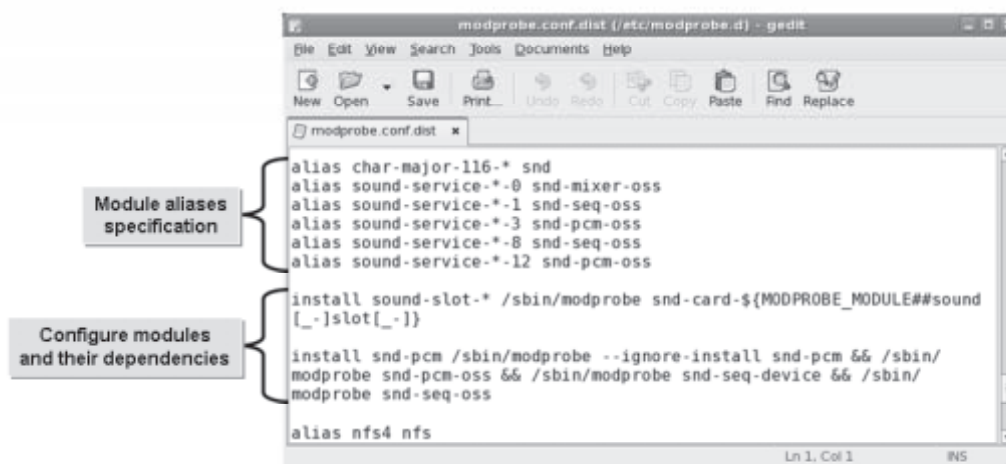 modprobe.conf.dist (/etc/modprobe.d) - gedit
File Edit View Search Tools Documents Help
New Open Save Print... Undo Redo Cut Copy Paste Find Replace
modprobe.conf.dist
Module aliases
specification
alias char-major-116-* snd
alias sound-service-*-0 snd-mixer-oss
alias sound-service-*-1 snd-seq-oss
alias sound-service-*-3 snd-pcm-oss
alias sound-service-*-8 snd-seq-oss
alias sound-service-*-12 snd-pcm-oss
Configure modules
and their dependencies
install sound-slot-* /sbin/modprobe snd-card-${MODPROBE_MODULE##sound
[_-]slot[_-]}
install snd-pcm /sbin/modprobe --ignore-install snd-pcm && /sbin/
modprobe snd-pcm-oss && /sbin/modprobe snd-seq-device && /sbin/
modprobe snd-seq-oss
alias nfs4 nfs
Ln 1, Col 1 INS